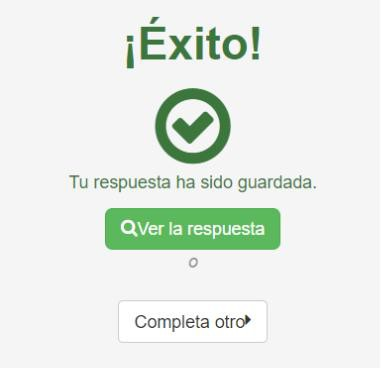 ¡Éxito!
Tu respuesta ha sido guardada.
Ver la respuesta
o
Completa otro